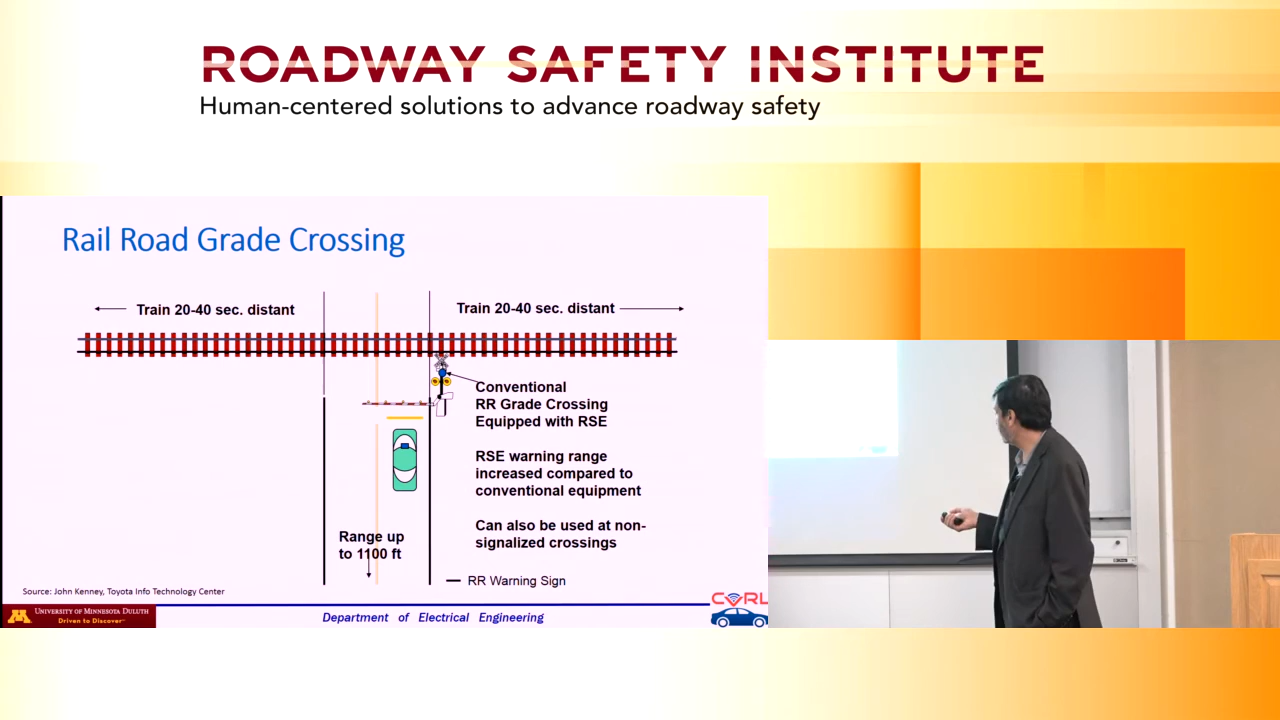 ROADWAY SAFETY INSTITUTE
Human-centered solutions to advance roadway safety
Rail Road Grade Crossing
Train 20-40 sec. distant
Train 20-40 sec. distant
Conventional
RR Grade Crossing
Equipped with RSE
RSE warning range
increased compared to
conventional equipment
Can also be used at non-
signalized crossings
Range up
to 1100 ft
RR Warning Sign
Source: John Kenney, Toyota Info Technology Center
UNIVERSITY OF MINNESOTA DULUTH
Driven to Discover
Department of Electrical Engineering
CVRL